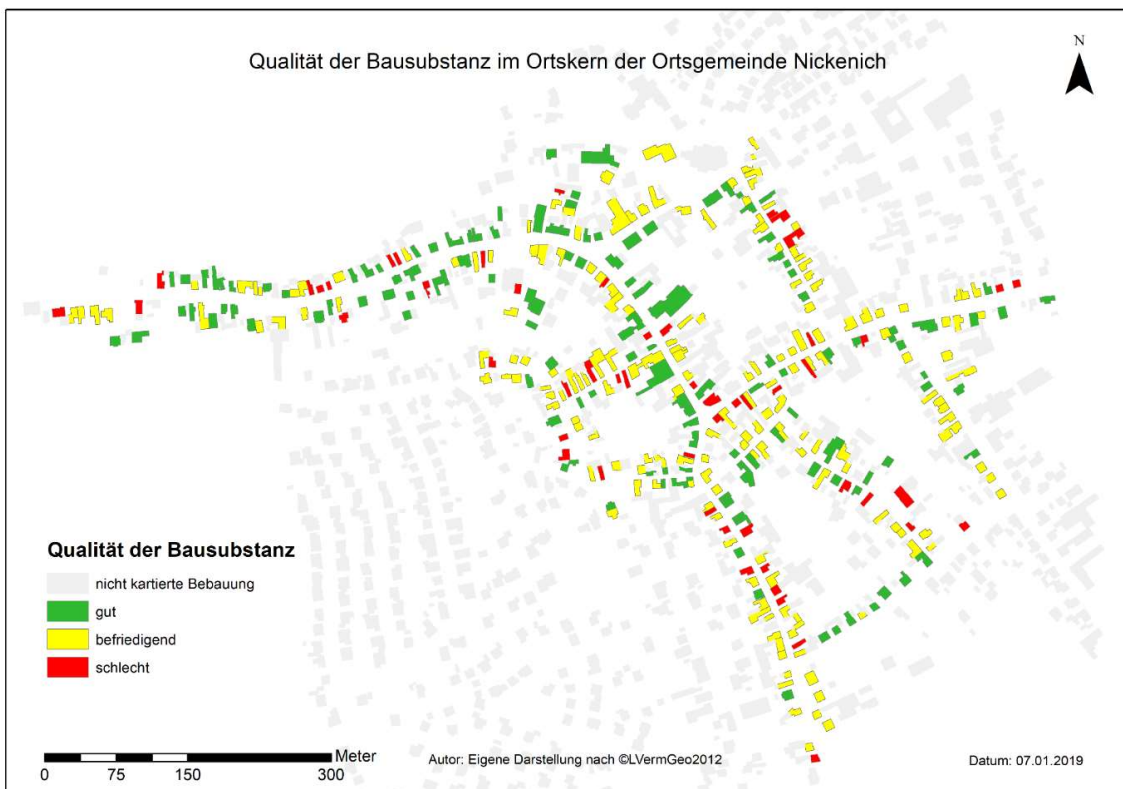 Qualität der Bausubstanz im Ortskern der Ortsgemeinde Nickenich
N
Qualität der Bausubstanz
nicht kartierte Bebauung
gut
befriedigend
schlecht
Meter
0 75 150 300
Autor: Eigene Darstellung nach ©LVermGeo2012
Datum: 07.01.2019